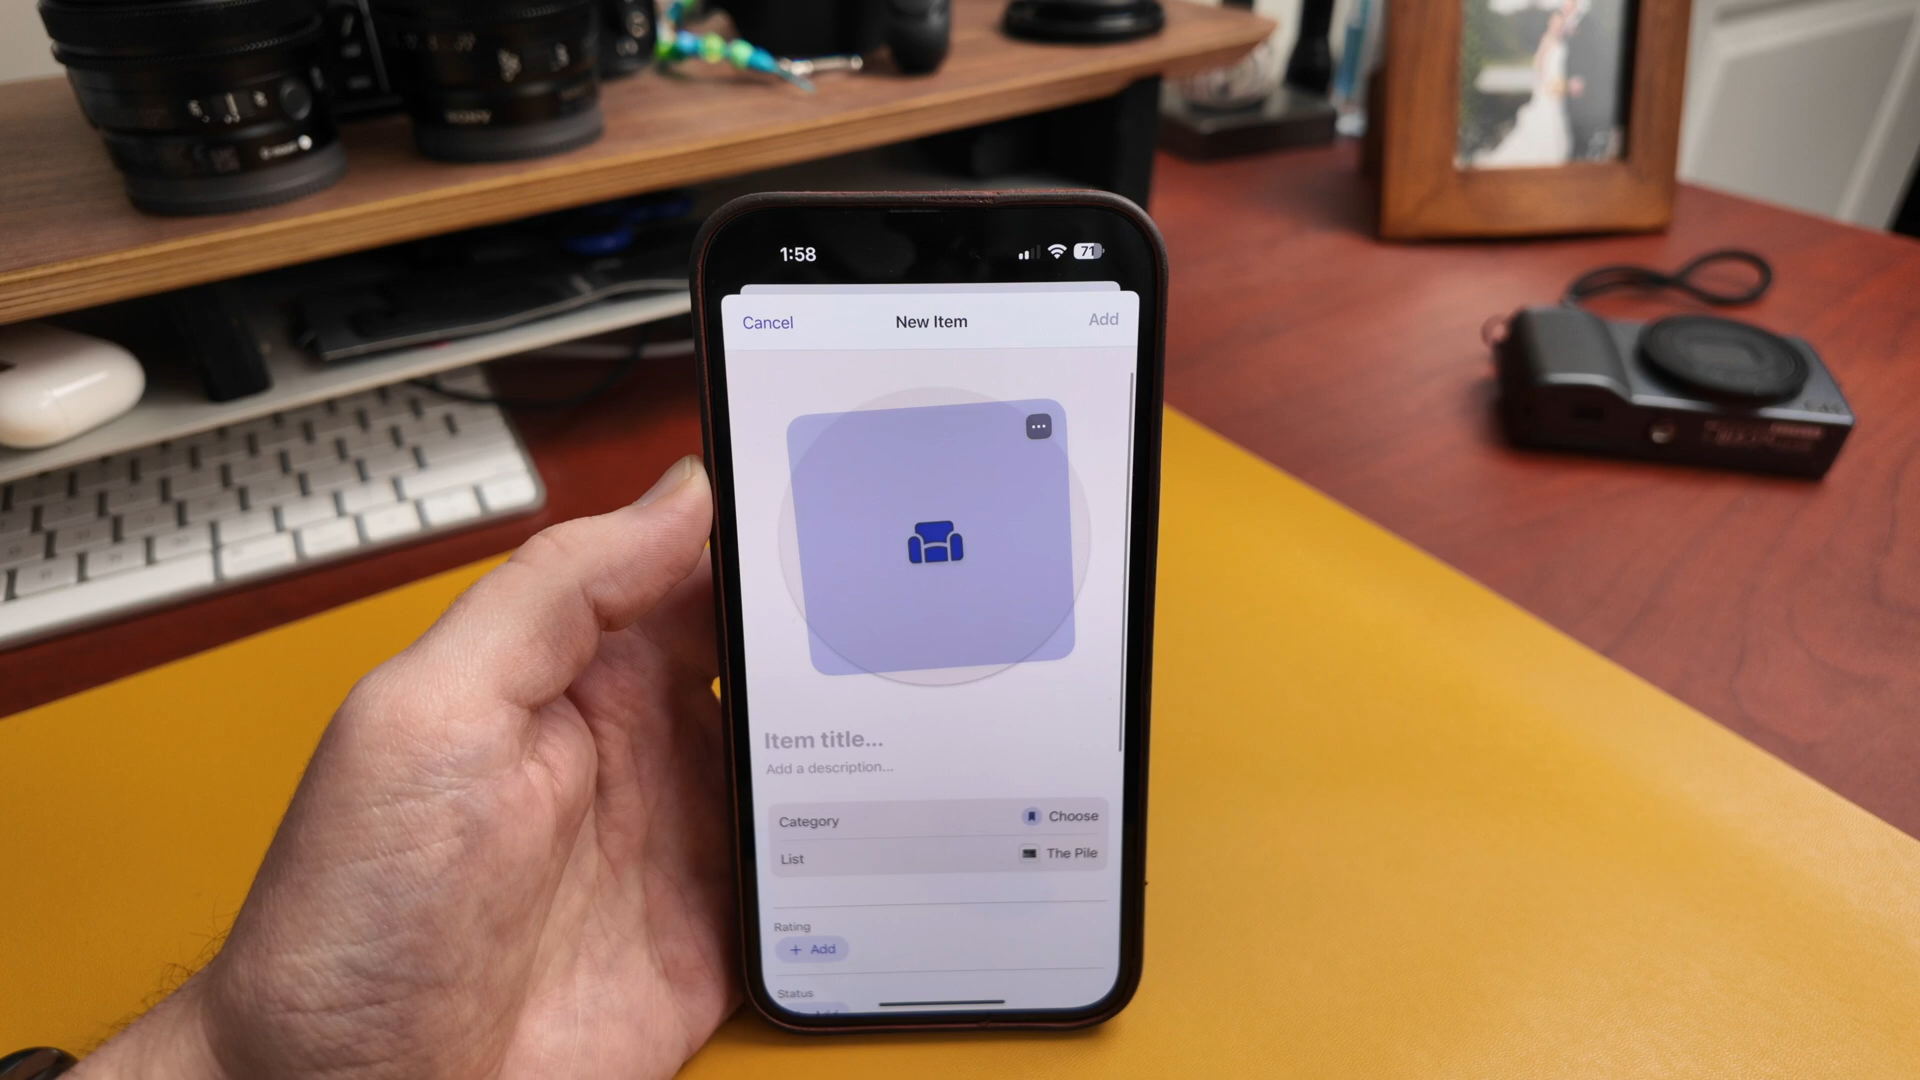 SONY
1:58
71
Cancel
New Item
Add
Item title...
Add a description...
Category
Choose
List
The Pile
Rating
+ Add
Status